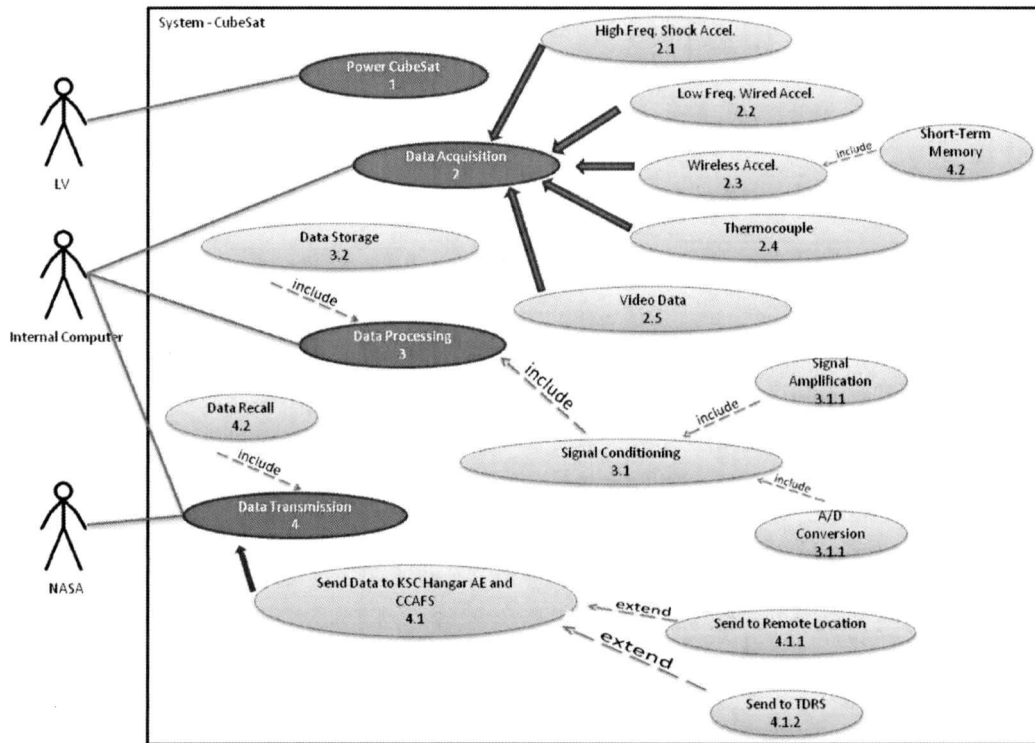 System - CubeSat
High Freq. Shock Accel.
2.1
Power CubeSat
1
Low Freq. Wired Accel.
2.2
LV
Data Acquisition
2
Wireless Accel.
2.3
include
Short-Term
Memory
4.2
Data Storage
3.2
Thermocouple
2.4
include
Video Data
2.5
Internal Computer
Data Processing
3
include
Signal
Amplification
3.1.1
Data Recall
4.2
include
include
Signal Conditioning
3.1
include
Data Transmission
4
A/D
Conversion
3.1.1
NASA
Send Data to KSC Hangar AE and
CCAFS
4.1
extend
Send to Remote Location
4.1.1
extend
Send to TDRS
4.1.2